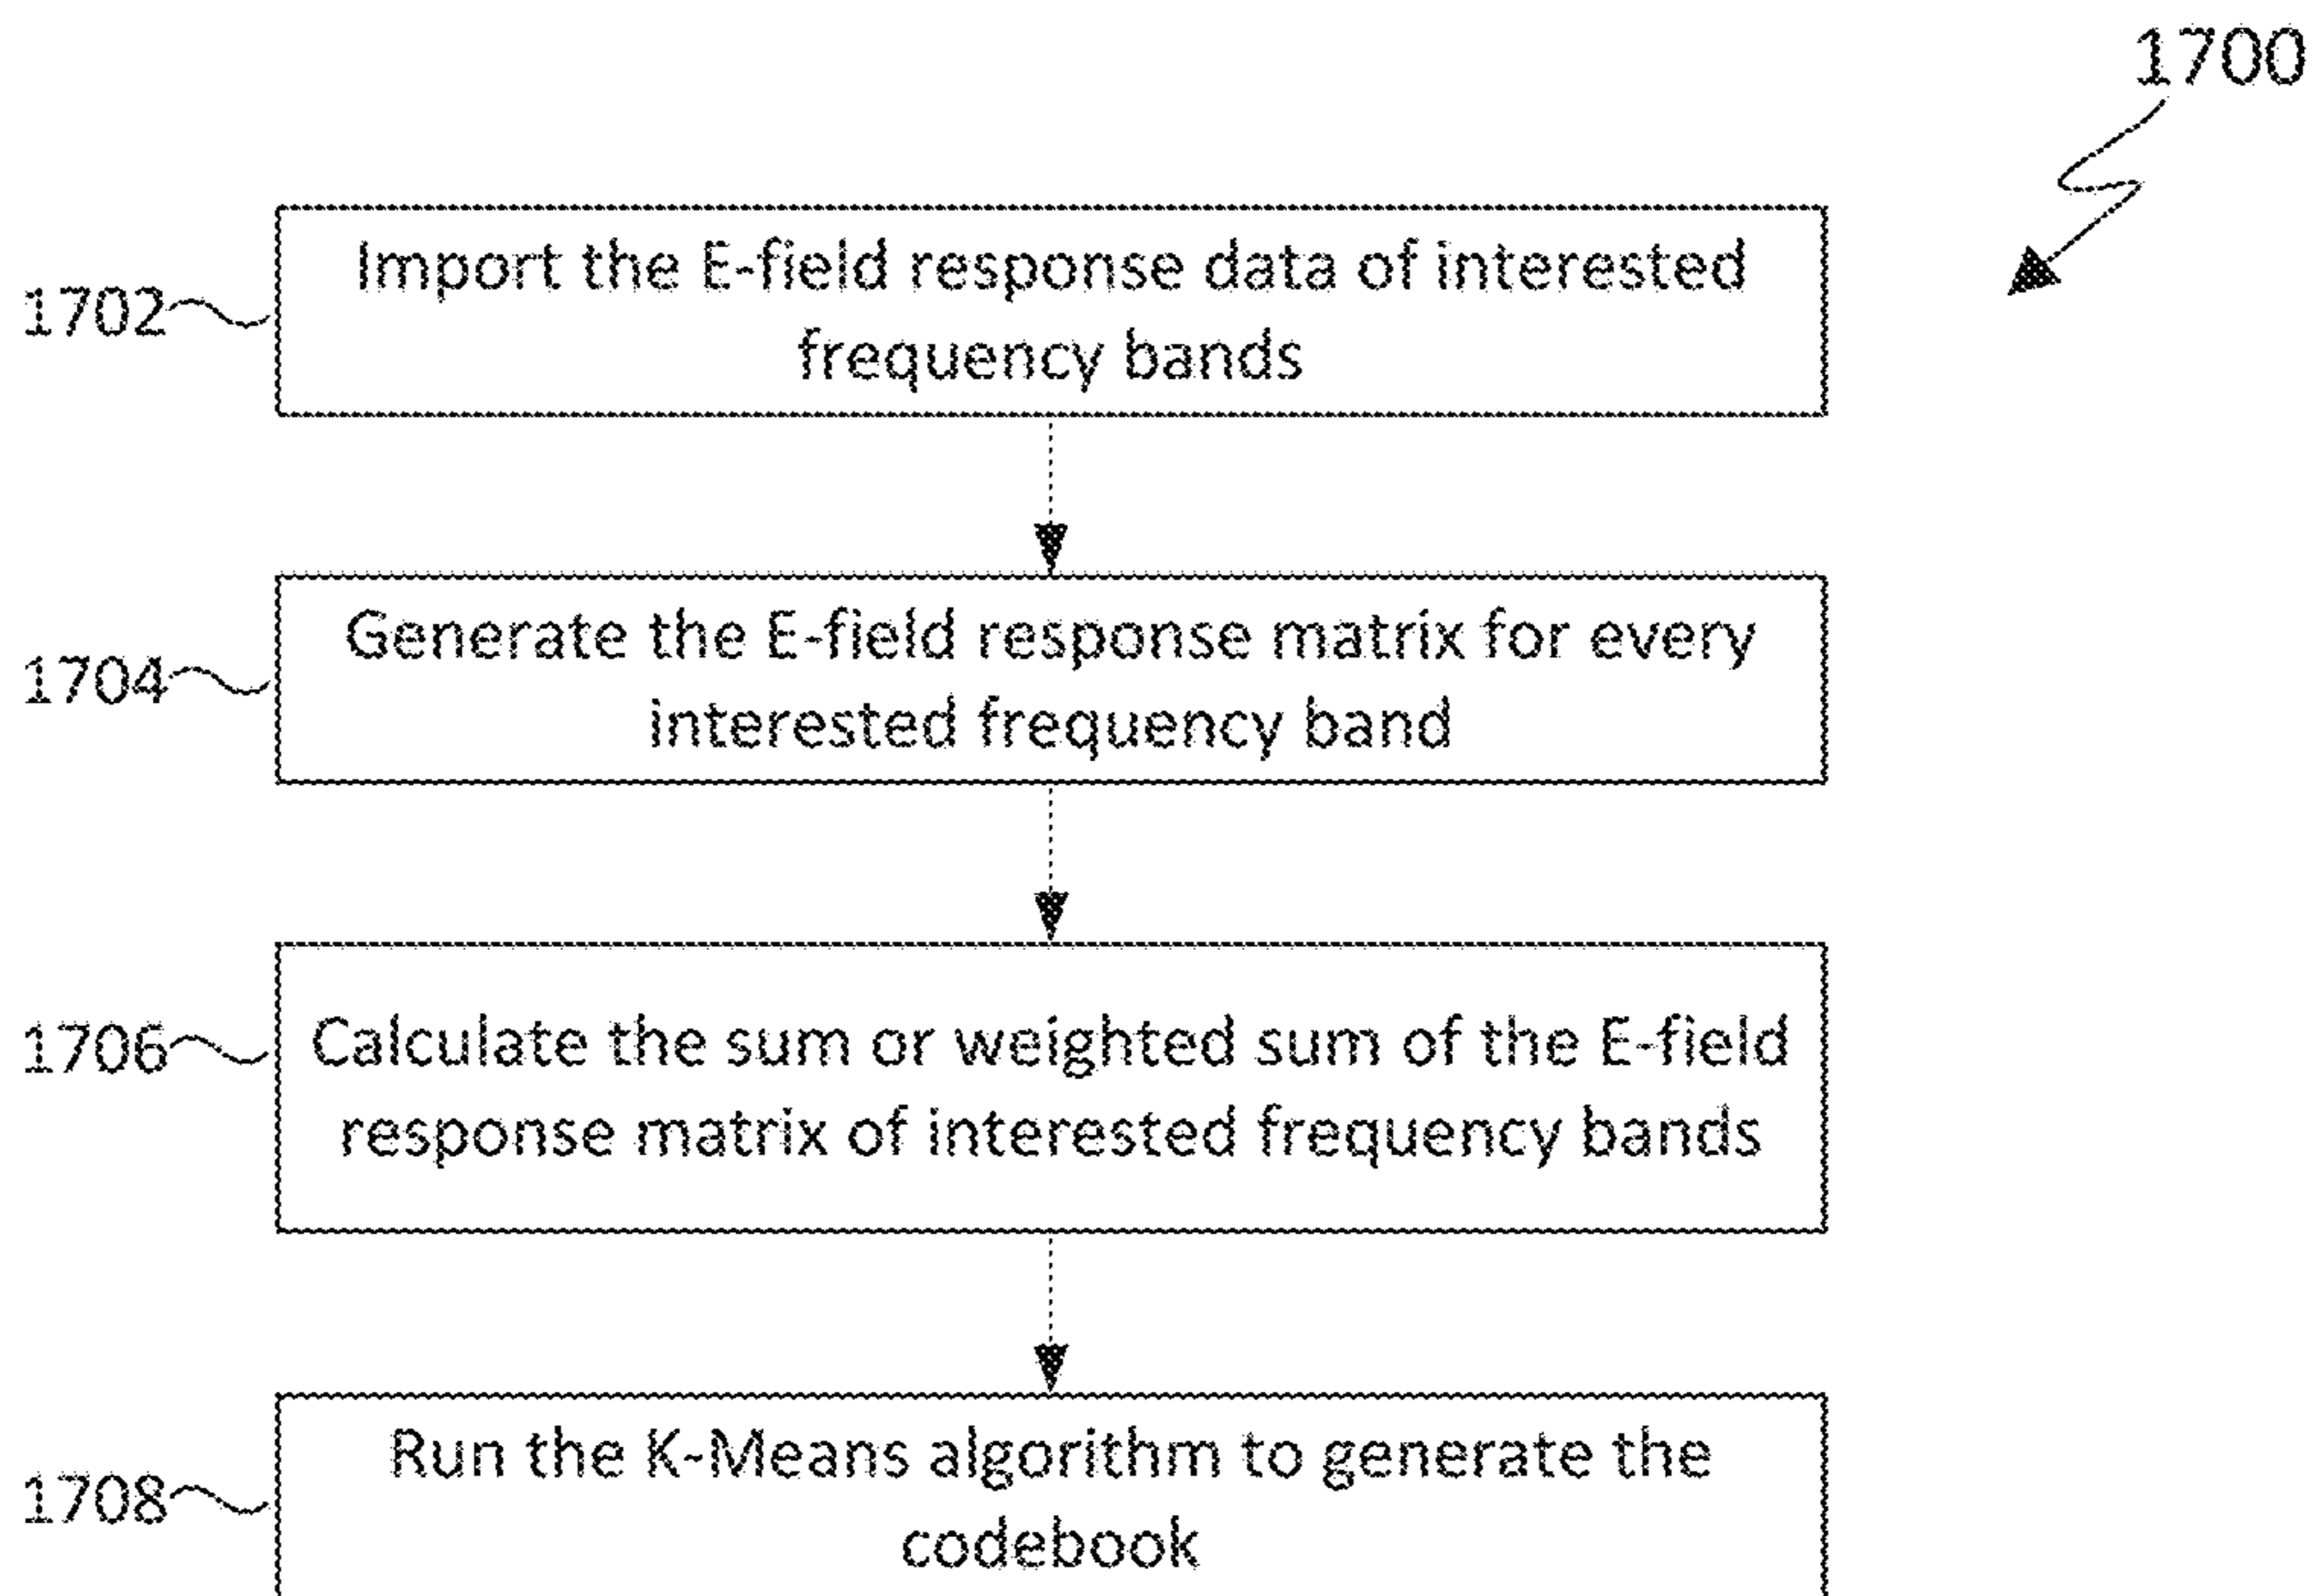 1700
1702
Import the E-field response data of interested
frequency bands
1704
Generate the E-field response matrix for every
interested frequency band
1706
Calculate the sum or weighted sum of the E-field
response matrix of interested frequency bands
1708
Run the K-Means algorithm to generate the
codebook